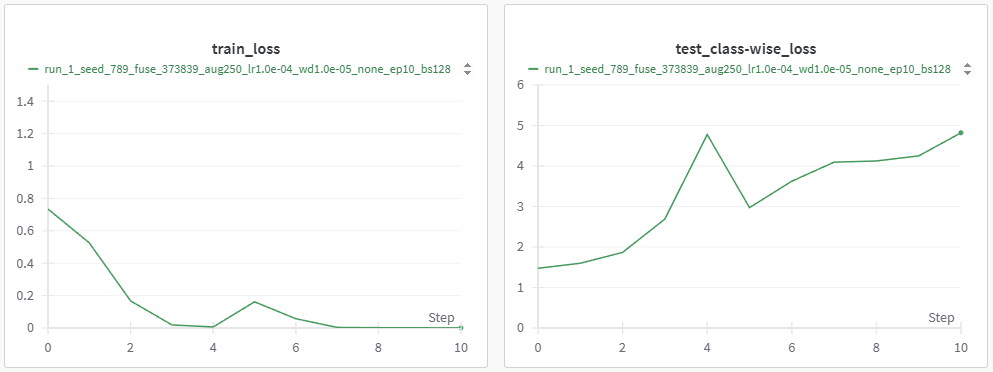 train_loss
run_1_seed_789_fuse_373839_aug250_lr1.0e-04_wd1.0e-05_none_ep10_bs128
1.4
1.2
1
0.8
0.6
0.4
0.2
0
Step
0 2 4 6 8 10
test_class-wise_loss
run_1_seed_789_fuse_373839_aug250_lr1.0e-04_wd1.0e-05_none_ep10_bs128
6
5
4
3
2
1
0
Step
0 2 4 6 8 10